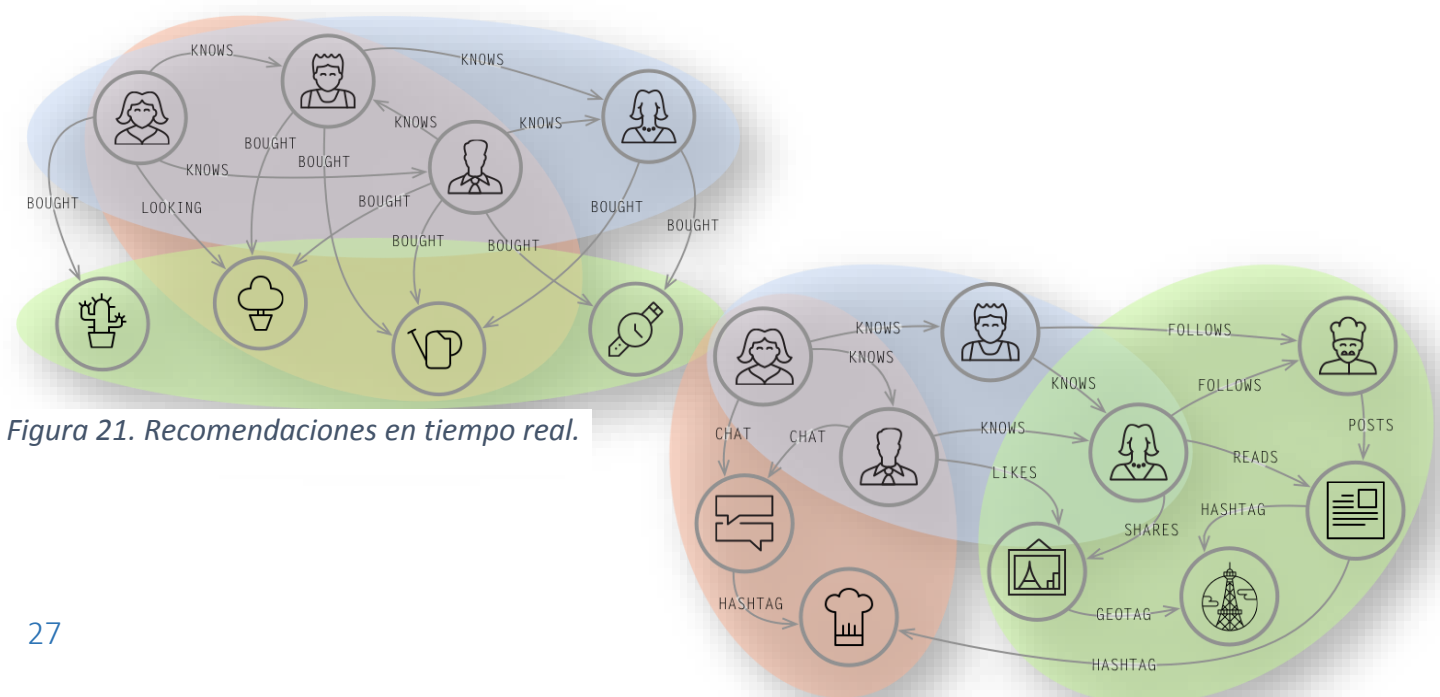 KNOWS
KNOWS
KNOWS
KNOWS
BOUGHT
BOUGHT
KNOWS
BOUGHT
LOOKING
BOUGHT
BOUGHT
BOUGHT
BOUGHT
BOUGHT
Figura 21. Recomendaciones en tiempo real.
KNOWS
FOLLOWS
KNOWS
KNOWS
FOLLOWS
CHAT
CHAT
KNOWS
POSTS
LIKES
READS
HASHTAG
SHARES
HASHTAG
GEOTAG
HASHTAG
27